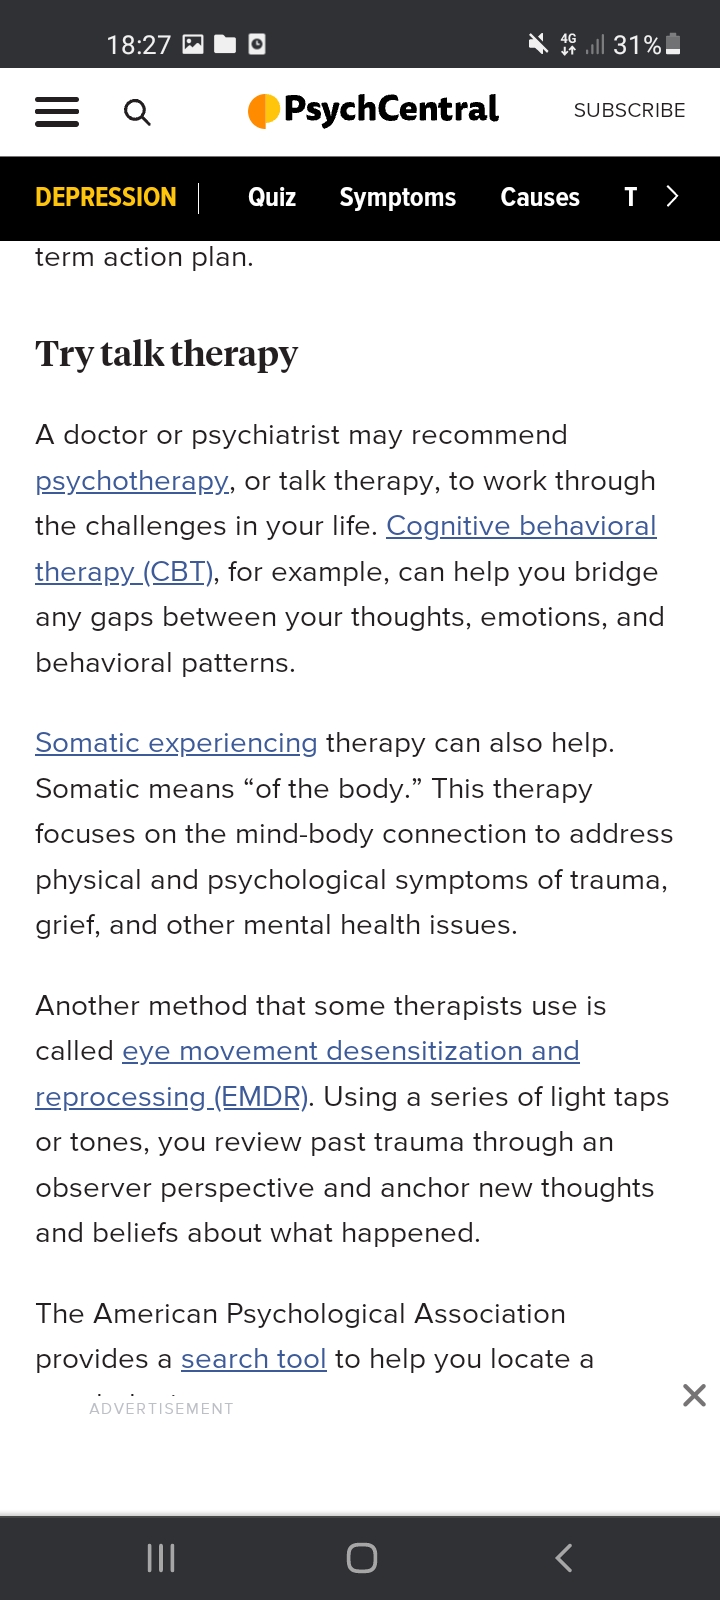 18:27 4G 31%
PsychCentral SUBSCRIBE
DEPRESSION Quiz Symptoms Causes T
term action plan.
Try talk therapy
A doctor or psychiatrist may recommend
psychotherapy, or talk therapy, to work through
the challenges in your life. Cognitive behavioral
therapy (CBT), for example, can help you bridge
any gaps between your thoughts, emotions, and
behavioral patterns.
Somatic experiencing therapy can also help.
Somatic means “of the body.” This therapy
focuses on the mind-body connection to address
physical and psychological symptoms of trauma,
grief, and other mental health issues.
Another method that some therapists use is
called eye movement desensitization and
reprocessing (EMDR). Using a series of light taps
or tones, you review past trauma through an
observer perspective and anchor new thoughts
and beliefs about what happened.
The American Psychological Association
provides a search tool to help you locate a
ADVERTISEMENT